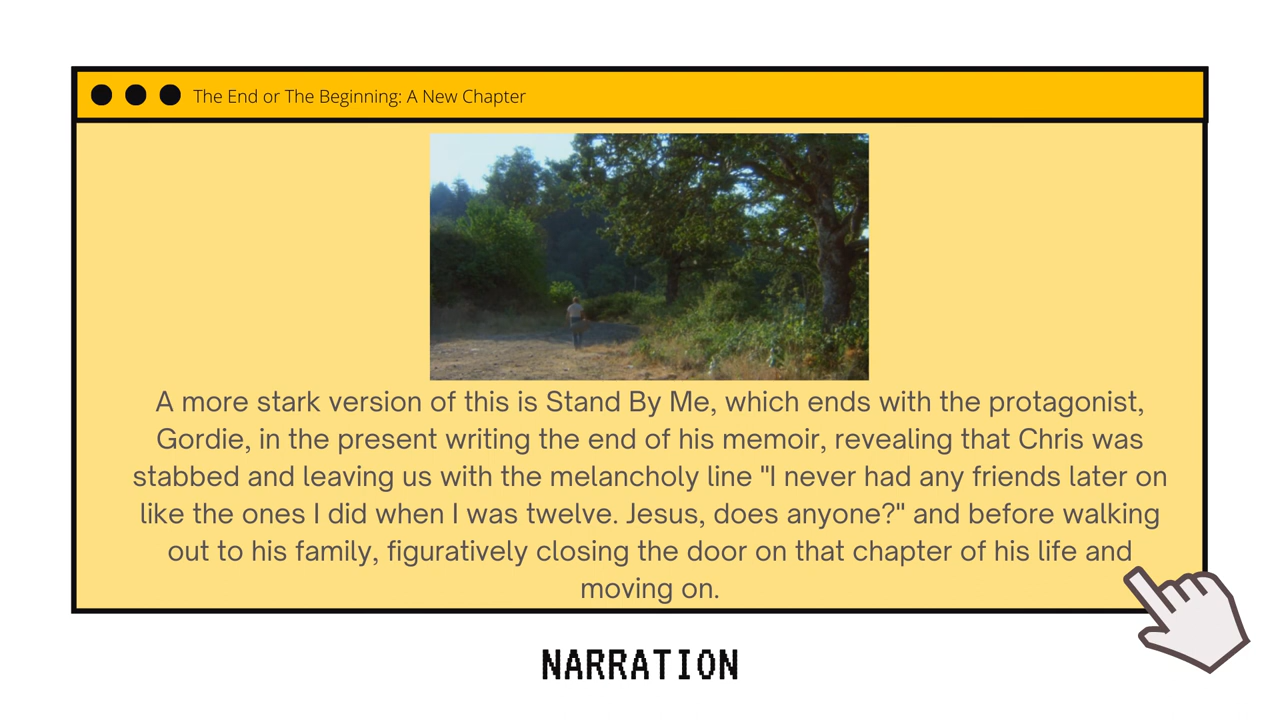 The End or The Beginning: A New Chapter
A more stark version of this is Stand By Me, which ends with the protagonist,
Gordie, in the present writing the end of his memoir, revealing that Chris was
stabbed and leaving us with the melancholy line "I never had any friends later on
like the ones I did when I was twelve. Jesus, does anyone?" and before walking
out to his family, figuratively closing the door on that chapter of his life and
moving on.
NARRATION